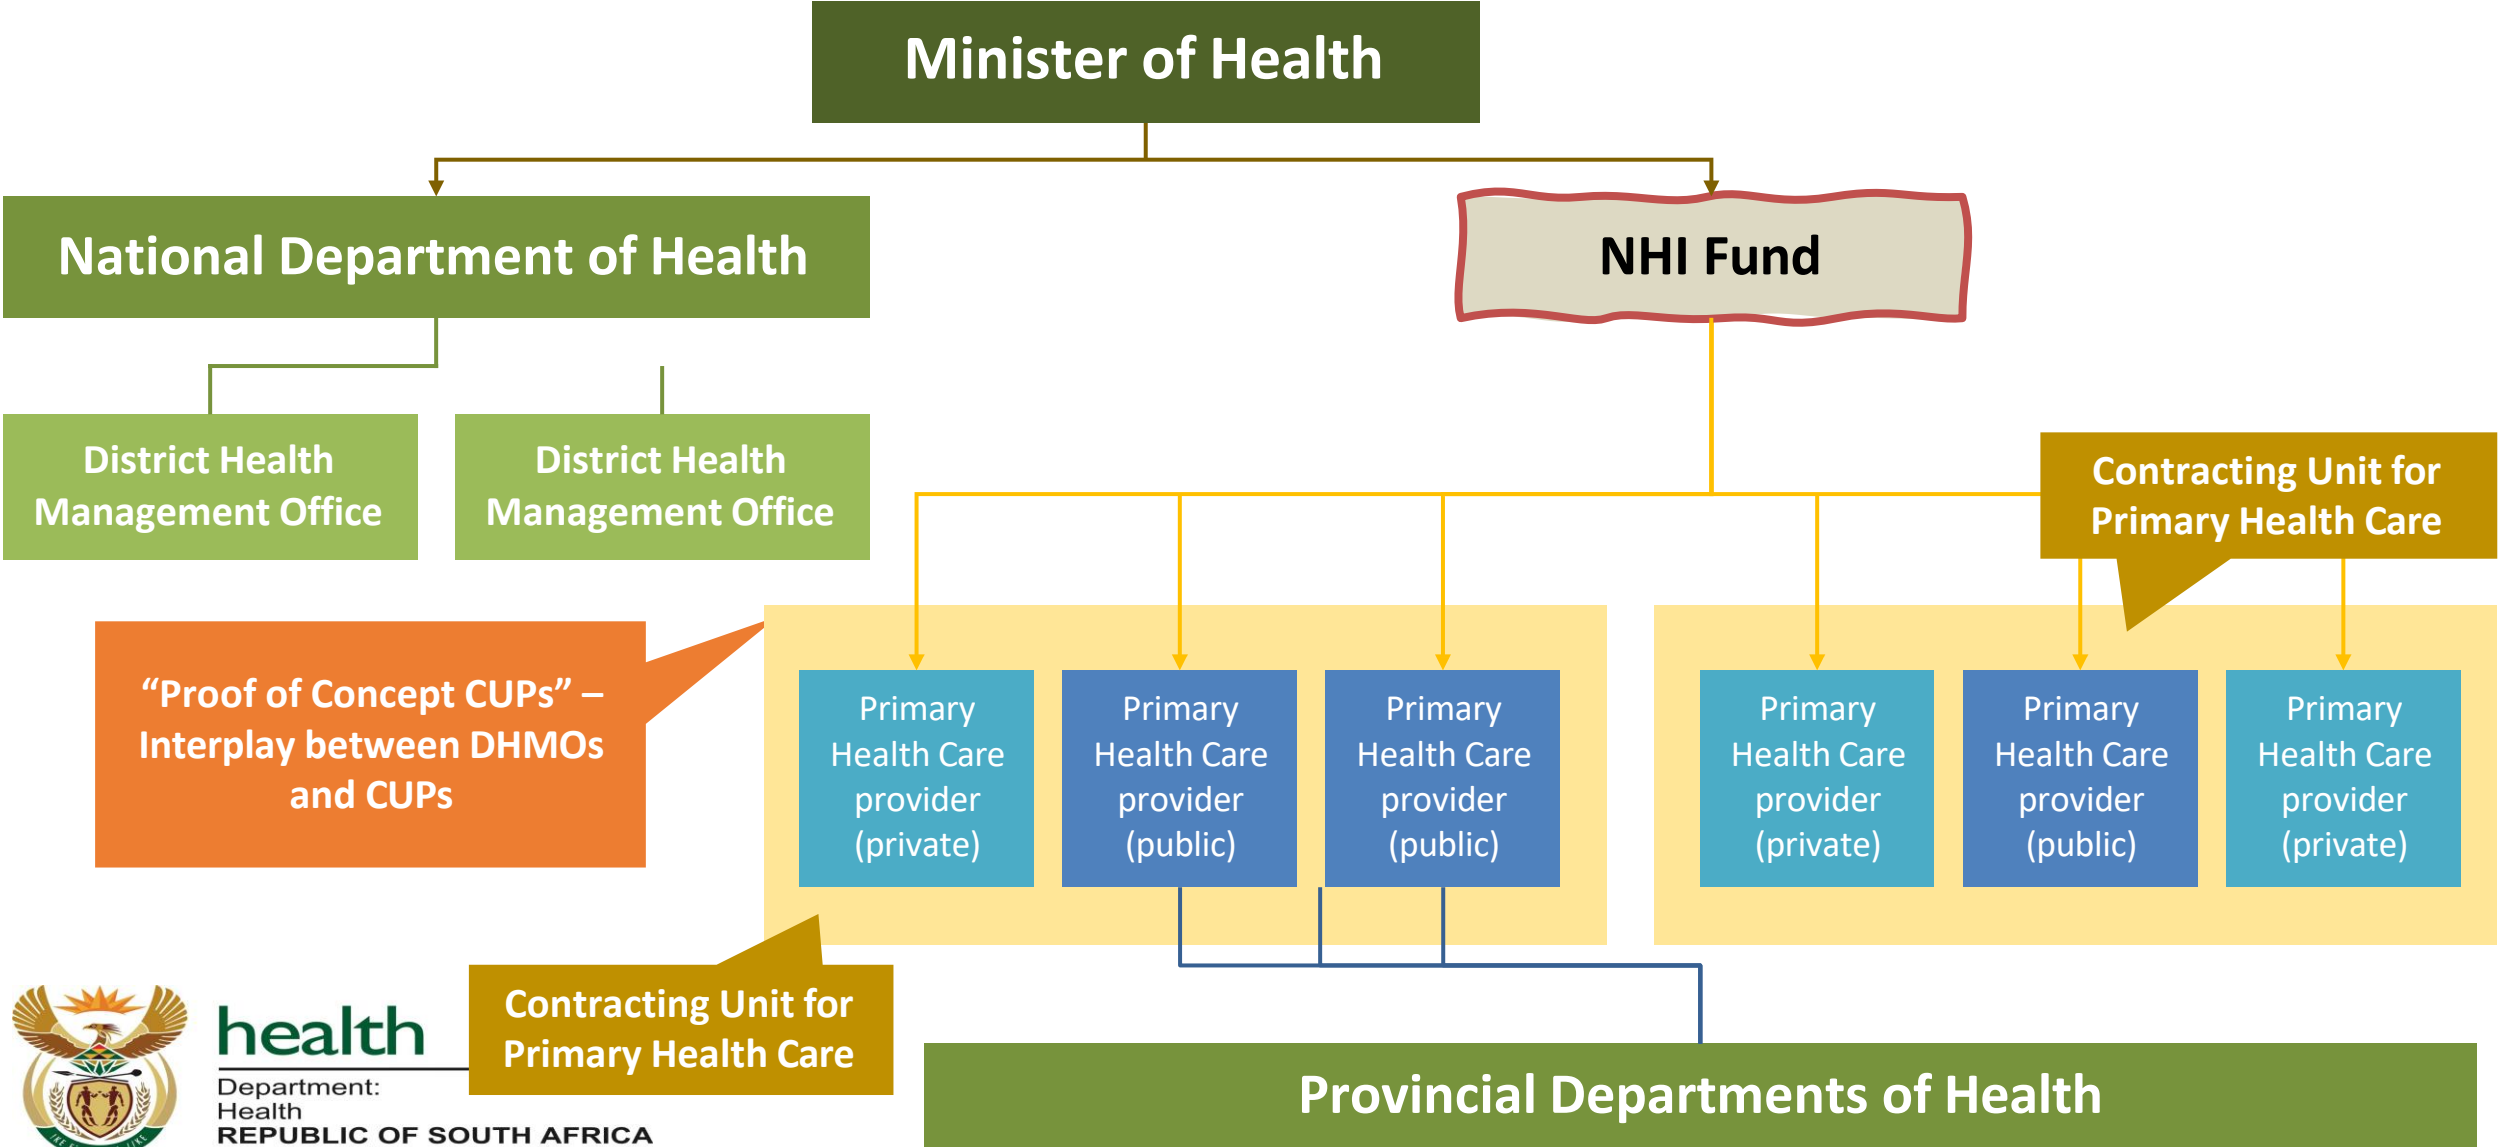 Minister of Health
National Department of Health
NHI Fund
District Health
Management Office
District Health
Management Office
Contracting Unit for
Primary Health Care
“Proof of Concept CUPs” –
Interplay between DHMOs
and CUPs
Primary
Health Care
provider
(private)
Primary
Health Care
provider
(public)
Primary
Health Care
provider
(public)
Primary
Health Care
provider
(private)
Primary
Health Care
provider
(public)
Primary
Health Care
provider
(private)
Contracting Unit for
Primary Health Care
health
Department:
Health
REPUBLIC OF SOUTH AFRICA
Provincial Departments of Health